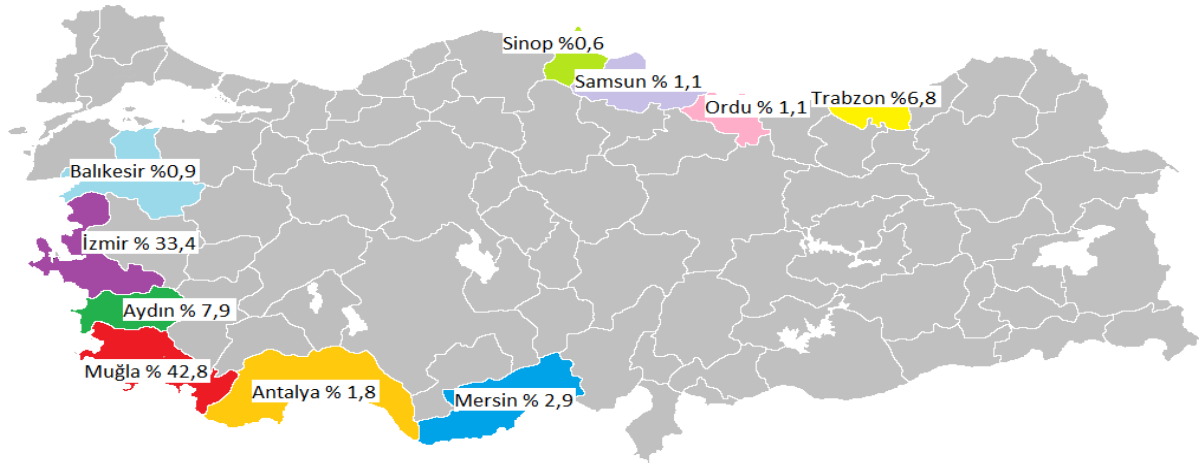 Sinop %0,6
Samsun % 1,1
Ordu % 1,1
Trabzon %6,8
Balıkesir %0,9
İzmir % 33,4
Aydın % 7,9
Muğla % 42,8
Antalya % 1,8
Mersin % 2,9